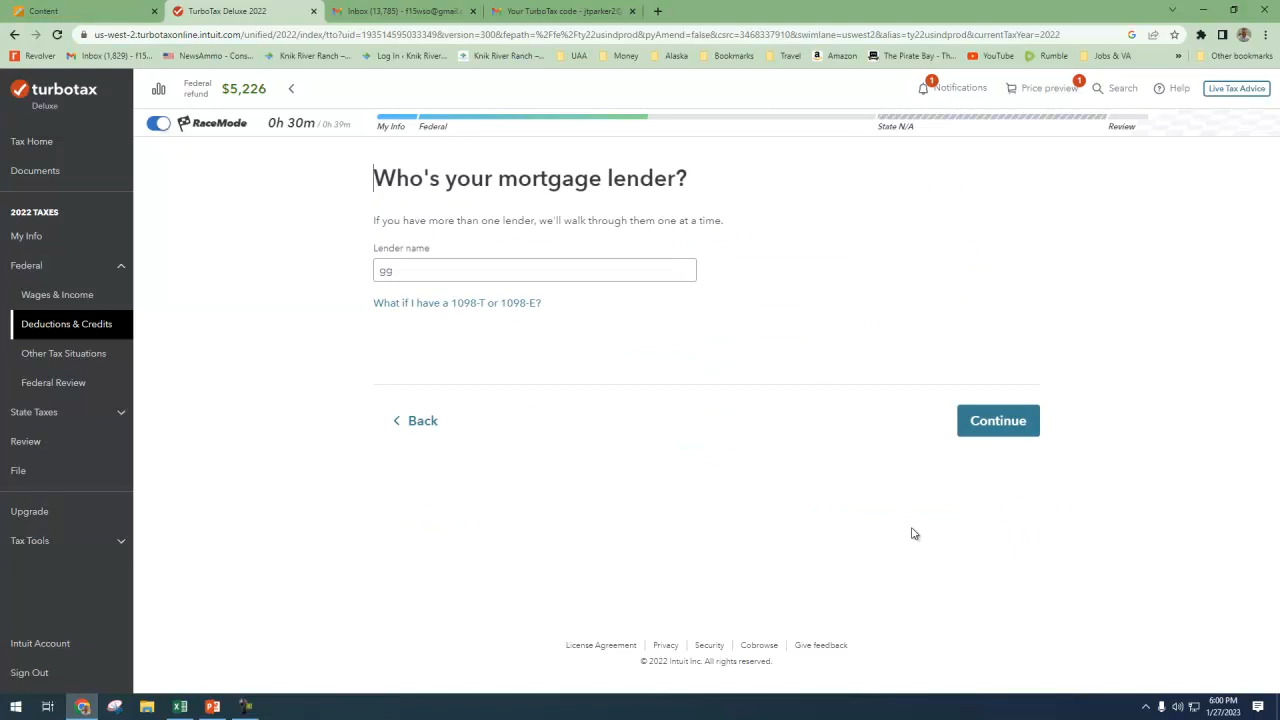 Content
TurboTax Deluxe 2022
Inbox (13,785) - f15wso@gmail.c
Your TurboTax code - jtparker2@
us-west-2.turbotaxonline.intuit.com/unified/2022/index/tto?uid=1935145950333498&version=300&depath=%2Ffe%2Fty22usindprod&pyAmend=false&csrc=3468337910&swimlane=uswest2&alias=ty22usindprod&currentTaxYear=2022
Revolver
NewsAmmo - Cons...
Knik River Ranch –...
Log In ‹ Knik River...
Knik River Ranch –...
UAA
Money
Alaska
Bookmarks
Travel
Amazon
The Pirate Bay - Th...
YouTube
Rumble
Jobs & VA
»
Other bookmarks
turbotax
Deluxe
Federal refund
$5,226
1
Notifications
Price preview
1
Search
Help
Live Tax Advice
RaceMode
0h 30m / 0h 39m
My Info
Federal
State N/A
Review
Tax Home
Documents
2022 TAXES
My Info
Federal
Wages & Income
Deductions & Credits
Other Tax Situations
Federal Review
State Taxes
Review
File
Upgrade
Tax Tools
Intuit Account
Sign Out
Who's your mortgage lender?
If you have more than one lender, we'll walk through them one at a time.
Lender name
gg
What if I have a 1098-T or 1098-E?
Back
Continue
License Agreement
Privacy
Security
Cobrowse
Give feedback
© 2022 Intuit Inc. All rights reserved.
6:00 PM
1/27/2023